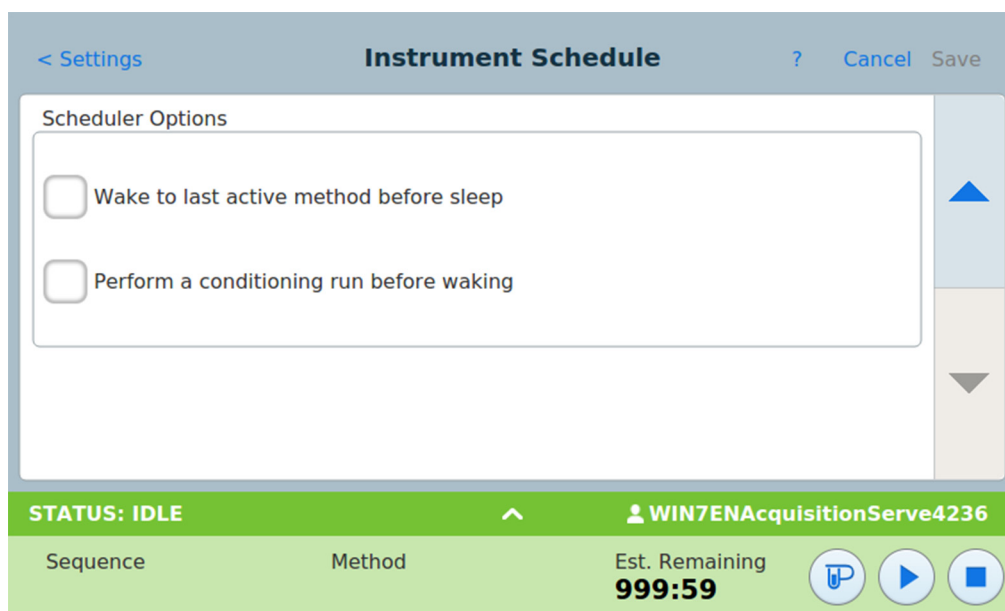 < Settings Instrument Schedule ? Cancel Save
Scheduler Options
Wake to last active method before sleep
Perform a conditioning run before waking
STATUS: IDLE WIN7ENAcquisitionServe4236
Sequence Method Est. Remaining
999:59